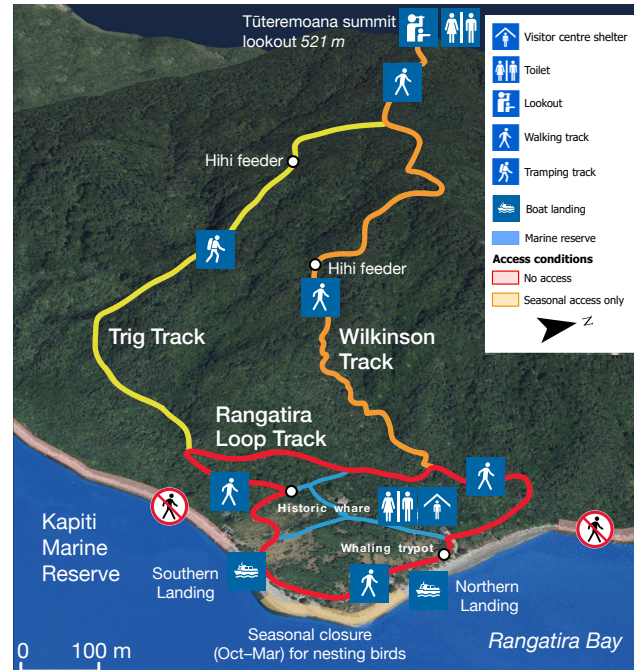 Tūteremoana summit
lookout 521 m
Visitor centre shelter
Toilet
Lookout
Walking track
Tramping track
Boat landing
Marine reserve
Access conditions
No access
Seasonal access only
N
Hihi feeder
Hihi feeder
Trig Track
Wilkinson
Track
Rangatira
Loop Track
Historic whare
Whaling trypot
Kapiti
Marine
Reserve
Southern
Landing
Northern
Landing
Seasonal closure
(Oct–Mar) for nesting birds
Rangatira Bay
0 100 m